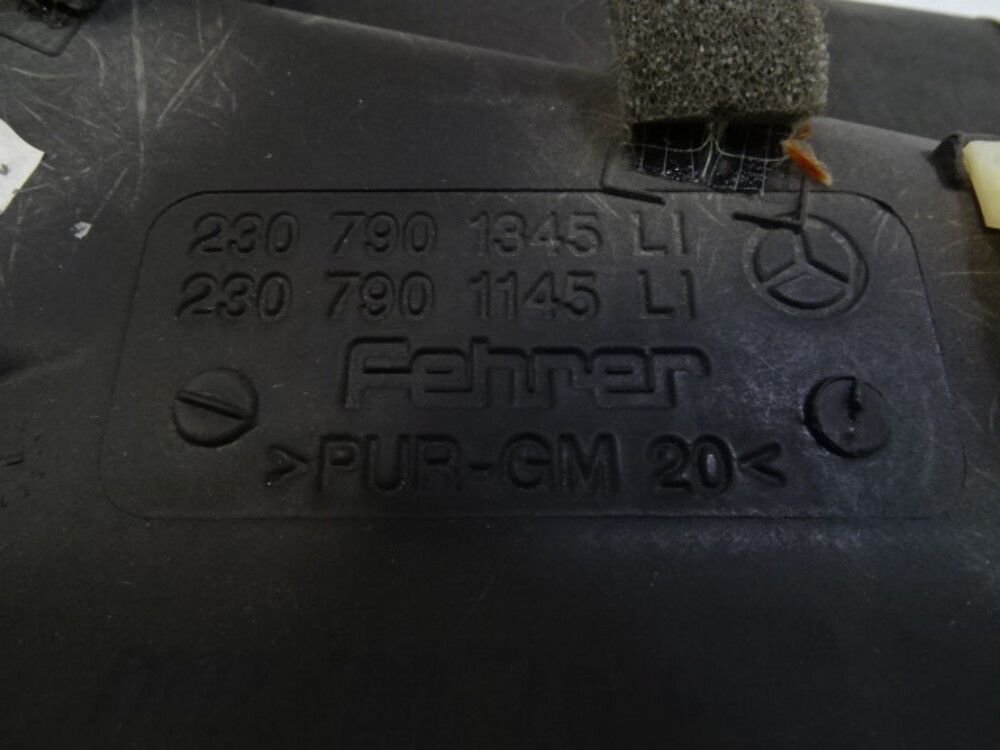 230 790 1345 LI
230 790 1145 LI
Fehrer
>PUR-GM 20<